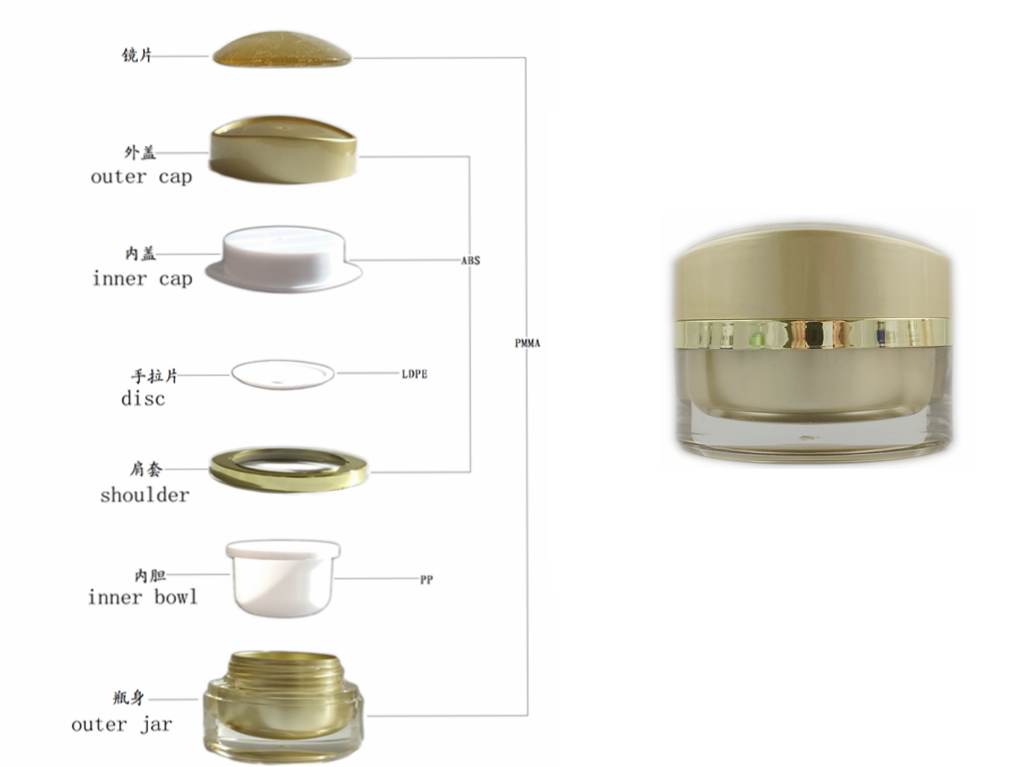 镜片
外盖
outer cap
内盖
inner cap
ABS
PMMA
手拉片
disc
LDPE
肩套
shoulder
内胆
inner bowl
PP
瓶身
outer jar